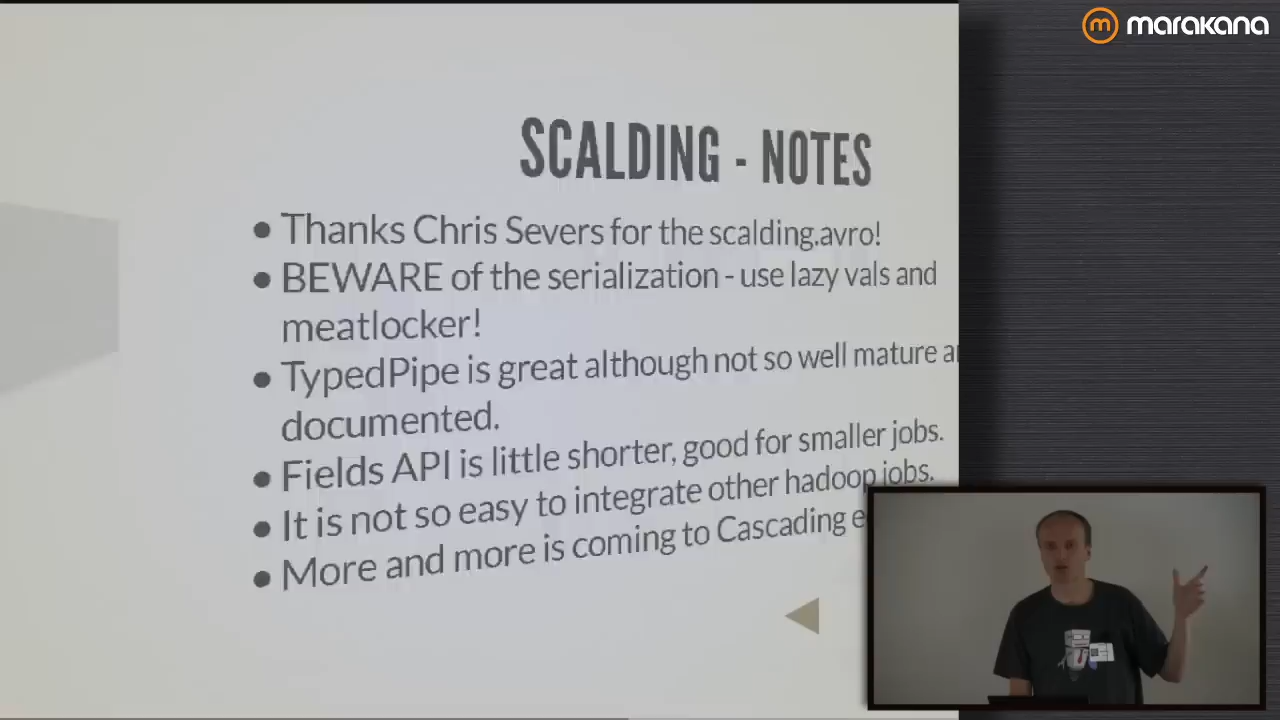 marakana
SCALDING - NOTES
Thanks Chris Severs for the scalding.avro!
BEWARE of the serialization - use lazy vals and
meatlocker!
TypedPipe is great although not so well mature
documented.
Fields API is little shorter, good for smaller jobs.
It is not so easy to integrate other hadoop jobs.
More and more is coming to Cascading